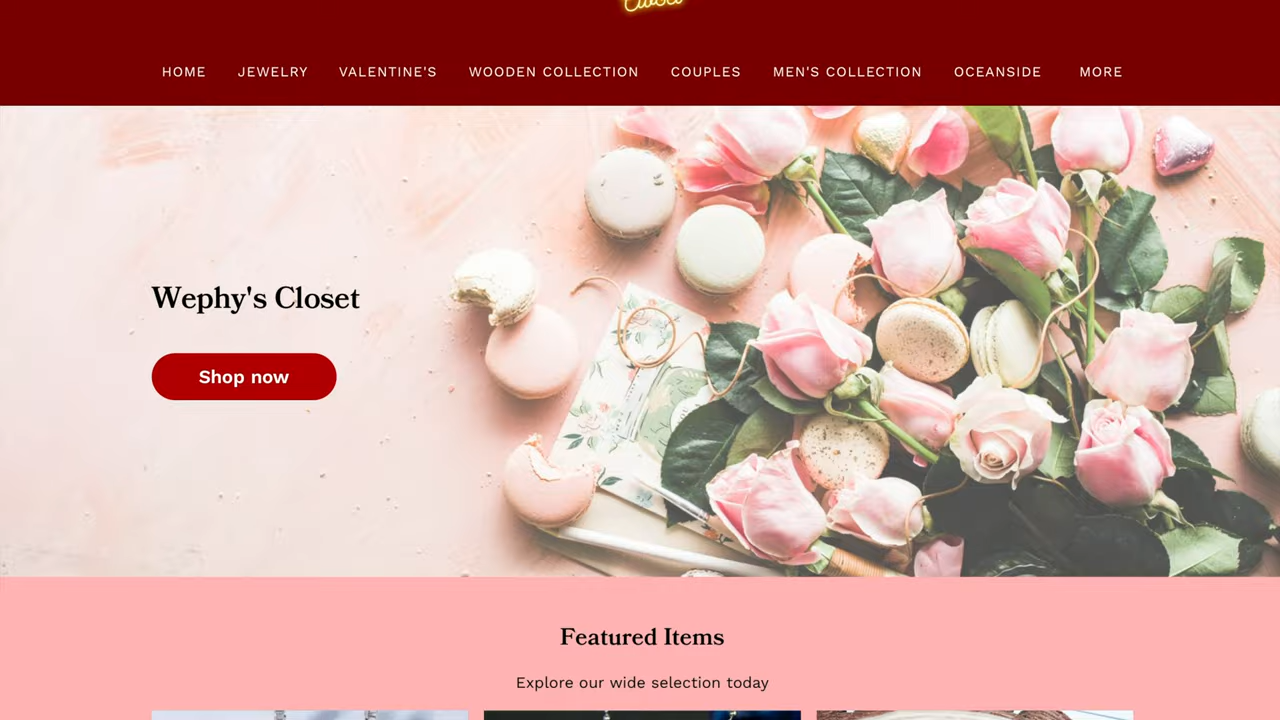 HOME JEWELRY VALENTINE'S WOODEN COLLECTION COUPLES MEN'S COLLECTION OCEANSIDE MORE
Wephy's Closet
Shop now
Featured Items
Explore our wide selection today